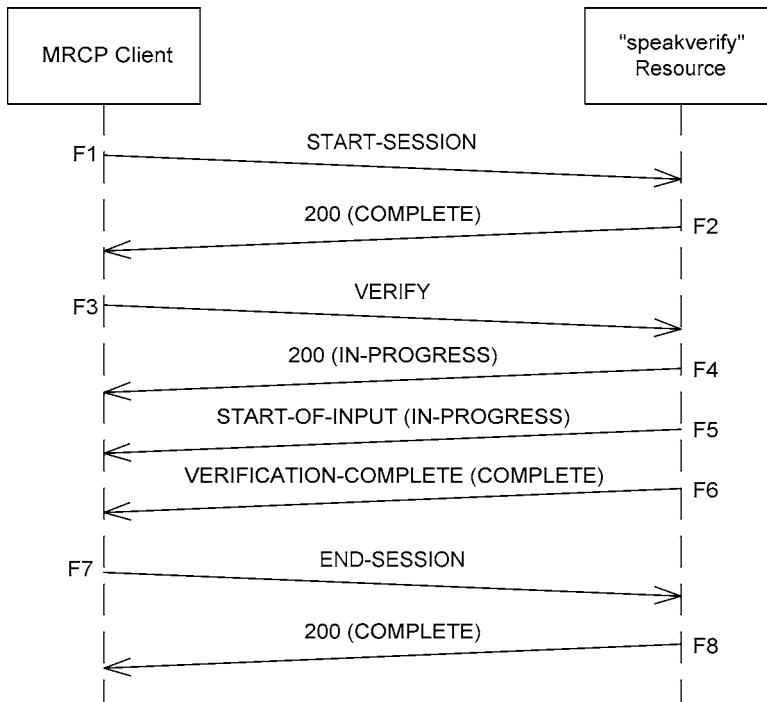 MRCP Client
"speakverify"
Resource
F1
START-SESSION
200 (COMPLETE)
F2
F3
VERIFY
200 (IN-PROGRESS)
F4
START-OF-INPUT (IN-PROGRESS)
F5
VERIFICATION-COMPLETE (COMPLETE)
F6
F7
END-SESSION
200 (COMPLETE)
F8